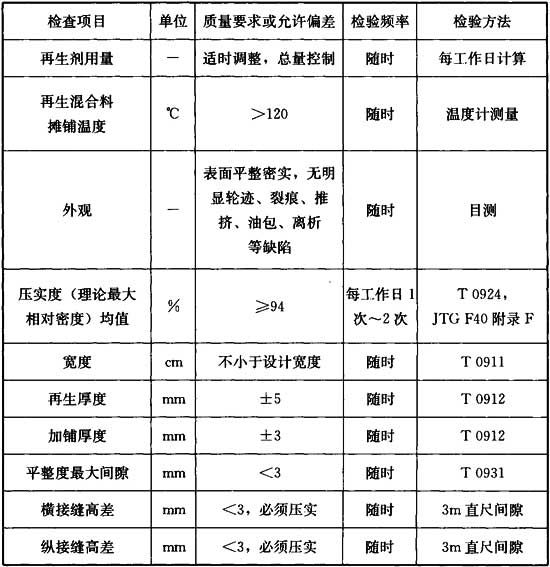 检查项目 单位 质量要求或允许偏差 检验频率 检验方法
再生剂用量 — 适时调整，总量控制 随时 每工作日计算
再生混合料
摊铺温度 ℃ ＞120 随时 温度计测量
外观 — 表面平整密实，无明
显轮迹、裂痕、推
挤、油包、离析
等缺陷 随时 目测
压实度（理论最大
相对密度）均值 % ≥94 每工作日 1
次～2 次 T 0924，
JTG F40 附录 F
宽度 cm 不小于设计宽度 随时 T 0911
再生厚度 mm ±5 随时 T 0912
加铺厚度 mm ±3 随时 T 0912
平整度最大间隙 mm ＜3 随时 T 0931
横接缝高差 mm ＜3，必须压实 随时 3m 直尺间隙
纵接缝高差 mm ＜3，必须压实 随时 3m 直尺间隙